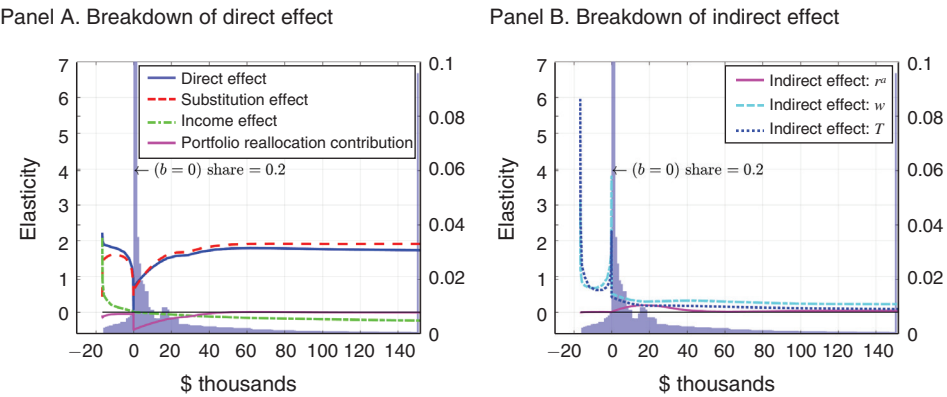 Panel A. Breakdown of direct effect
7
6
5
4
3
2
1
0
Elasticity
0.1
0.08
0.06
0.04
0.02
0
Direct effect
Substitution effect
Income effect
Portfolio reallocation contribution
← (b = 0) share = 0.2
−20 0 20 40 60 80 100 120 140
$ thousands
Panel B. Breakdown of indirect effect
7
6
5
4
3
2
1
0
Elasticity
0.1
0.08
0.06
0.04
0.02
0
Indirect effect: rᵃ
Indirect effect: w
Indirect effect: T
← (b = 0) share = 0.2
−20 0 20 40 60 80 100 120 140
$ thousands